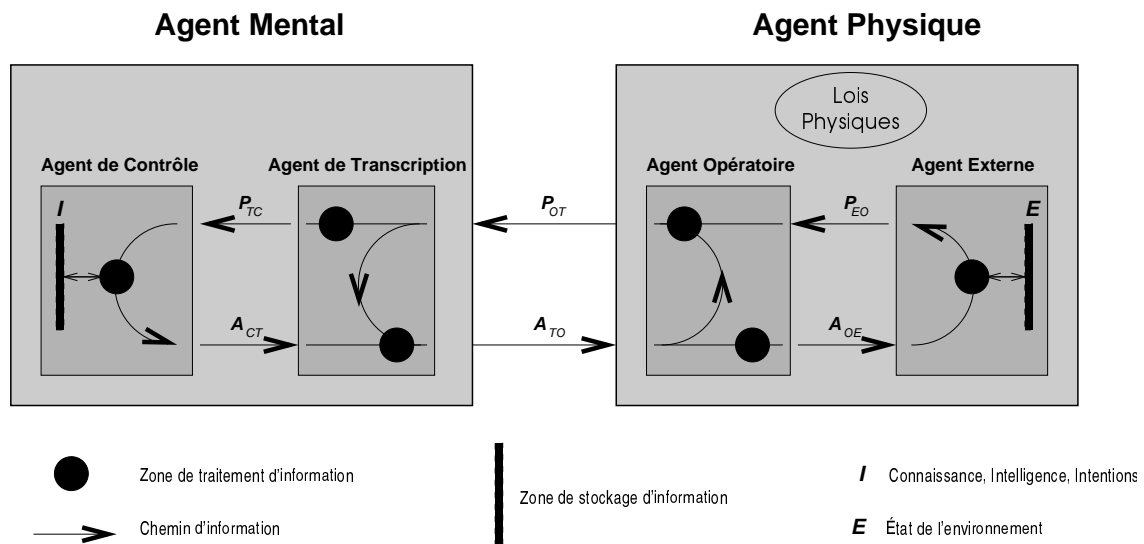 Agent Mental
Agent Physique
Lois
Physiques
Agent de Contrôle
Agent de Transcription
Agent Opératoire
Agent Externe
I
P_TC
P_OT
P_EO
E
A_CT
A_TO
A_OE
Zone de traitement d'information
Chemin d'information
Zone de stockage d'information
I Connaissance, Intelligence, Intentions
E État de l'environnement